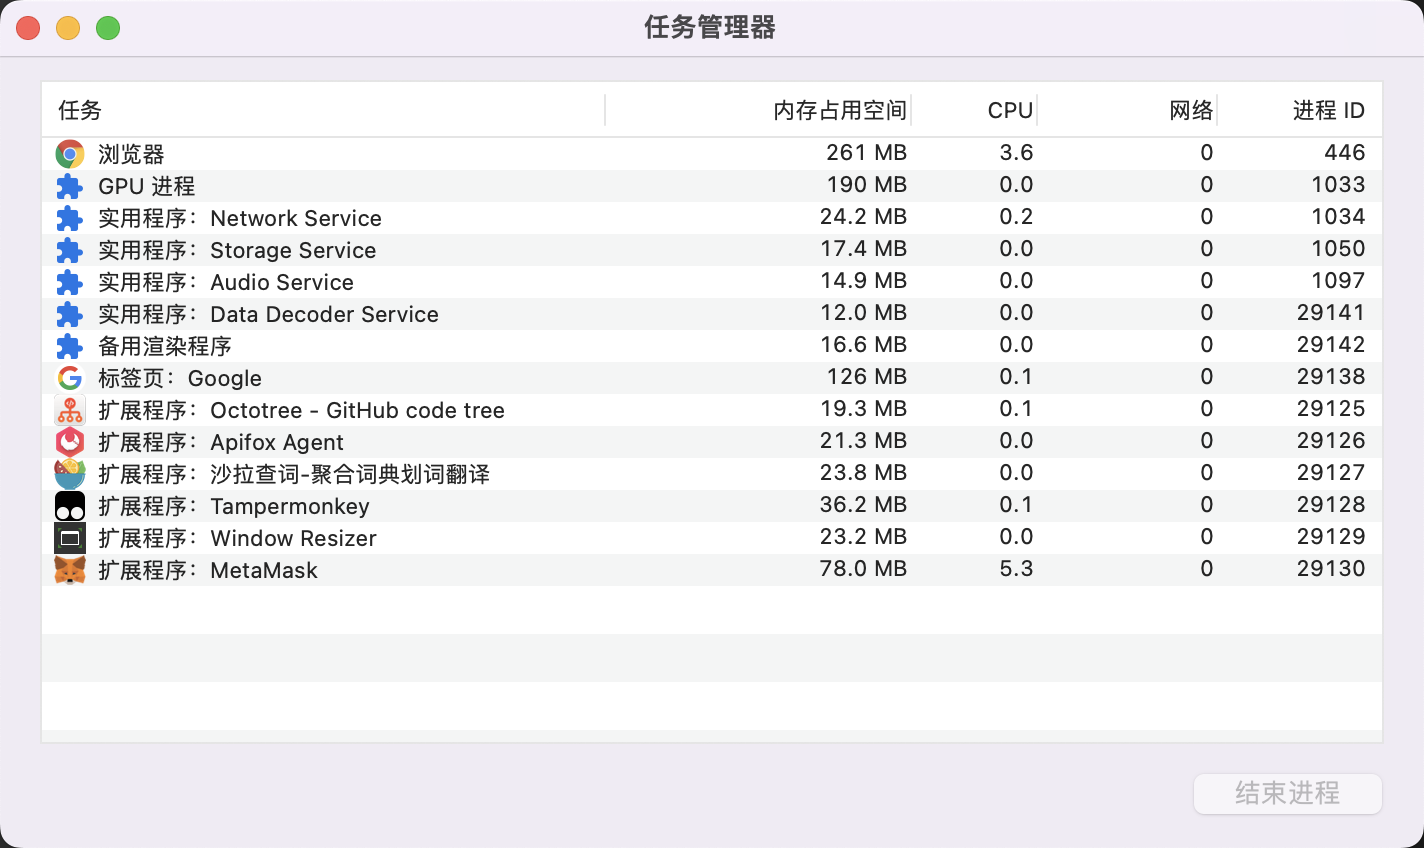 任务管理器
任务 内存占用空间 CPU 网络 进程 ID
浏览器 261 MB 3.6 0 446
GPU 进程 190 MB 0.0 0 1033
实用程序：Network Service 24.2 MB 0.2 0 1034
实用程序：Storage Service 17.4 MB 0.0 0 1050
实用程序：Audio Service 14.9 MB 0.0 0 1097
实用程序：Data Decoder Service 12.0 MB 0.0 0 29141
备用渲染程序 16.6 MB 0.0 0 29142
标签页：Google 126 MB 0.1 0 29138
扩展程序：Octotree - GitHub code tree 19.3 MB 0.1 0 29125
扩展程序：Apifox Agent 21.3 MB 0.0 0 29126
扩展程序：沙拉查词-聚合词典划词翻译 23.8 MB 0.0 0 29127
扩展程序：Tampermonkey 36.2 MB 0.1 0 29128
扩展程序：Window Resizer 23.2 MB 0.0 0 29129
扩展程序：MetaMask 78.0 MB 5.3 0 29130
结束进程